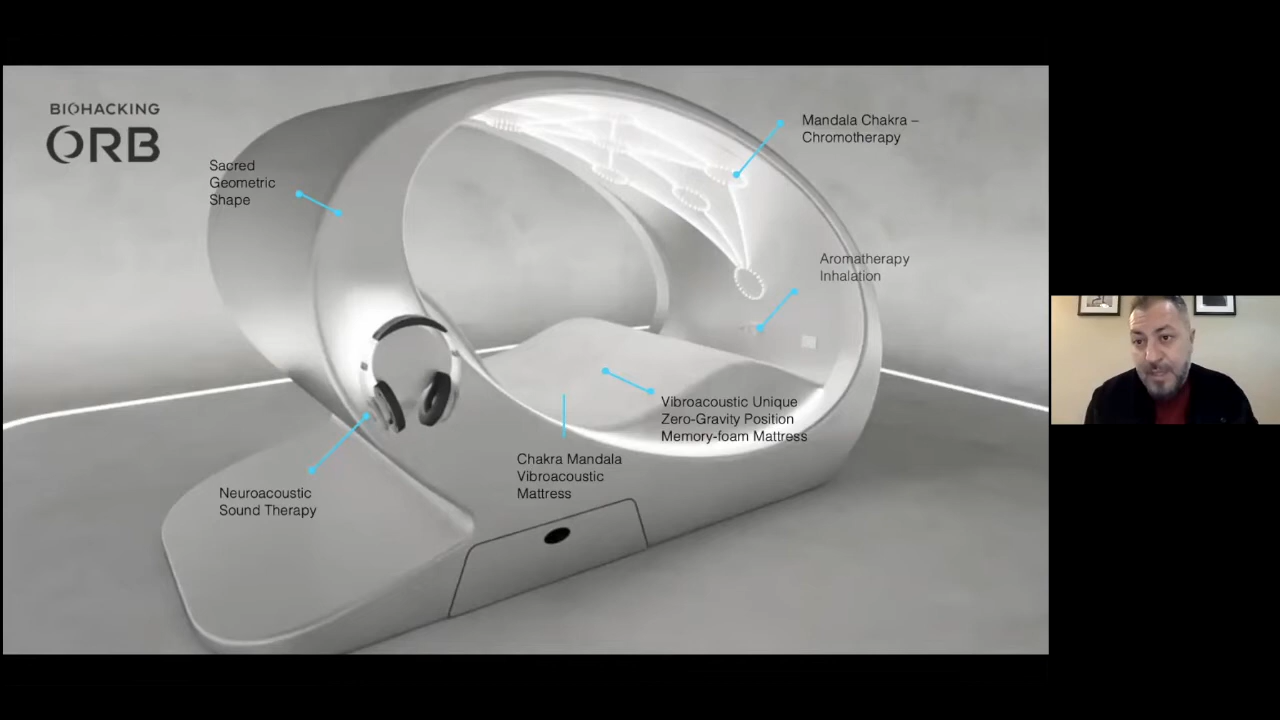 BIOHACKING
ORB
Sacred
Geometric
Shape
Mandala Chakra –
Chromotherapy
Aromatherapy
Inhalation
Vibroacoustic Unique
Zero-Gravity Position
Memory-foam Mattress
Chakra Mandala
Vibroacoustic
Mattress
Neuroacoustic
Sound Therapy